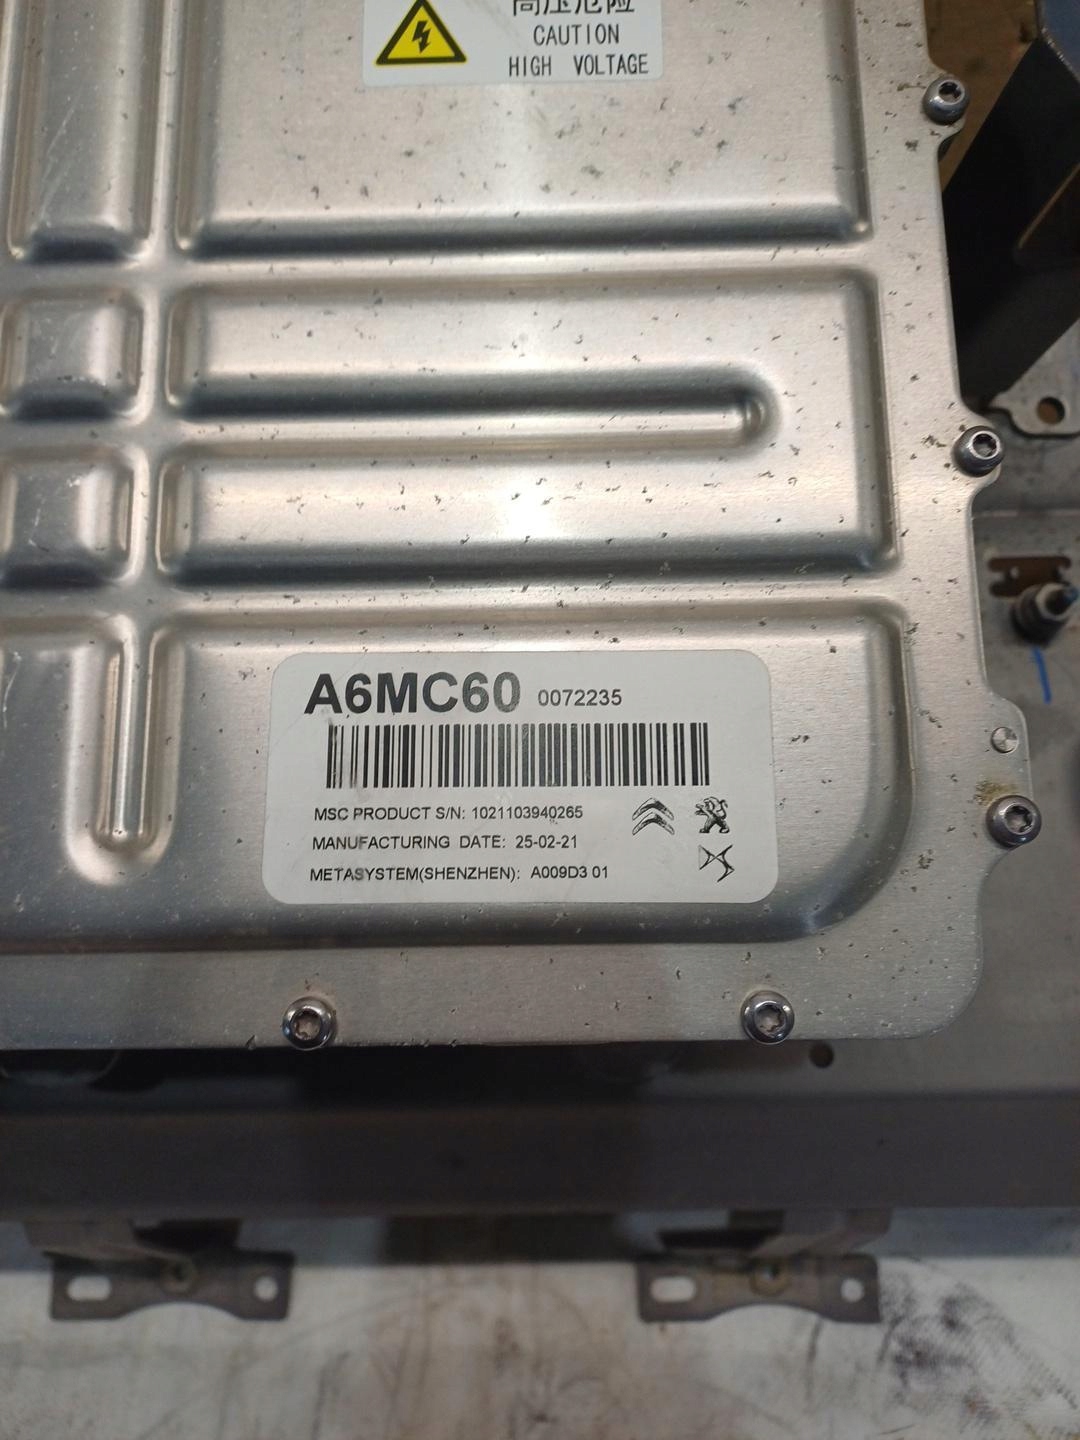 高压危险
CAUTION
HIGH VOLTAGE
A6MC60 0072235
MSC PRODUCT S/N: 1021103940265
MANUFACTURING DATE: 25-02-21
METASYSTEM(SHENZHEN): A009D3 01